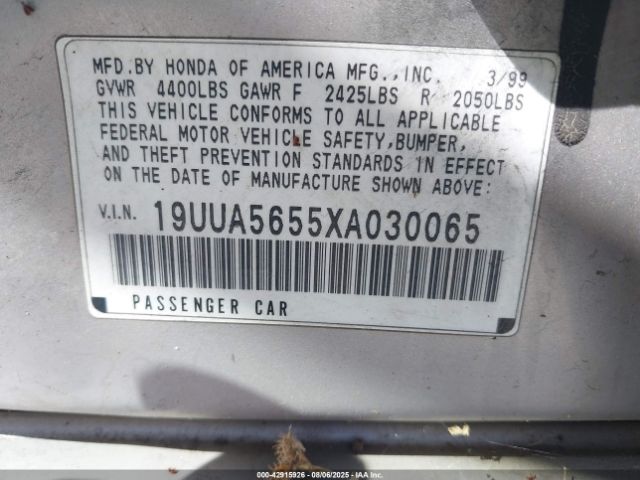 MFD.BY HONDA OF AMERICA MFG.,INC. 3/99
GVWR 4400LBS GAWR F 2425LBS R 2050LBS
THIS VEHICLE CONFORMS TO ALL APPLICABLE
FEDERAL MOTOR VEHICLE SAFETY,BUMPER,
AND THEFT PREVENTION STANDARDS IN EFFECT
ON THE DATE OF MANUFACTURE SHOWN ABOVE:
V.I.N. 19UUA5655XA030065
PASSENGER CAR
000-42915926 08/06/2025 IAA Inc.